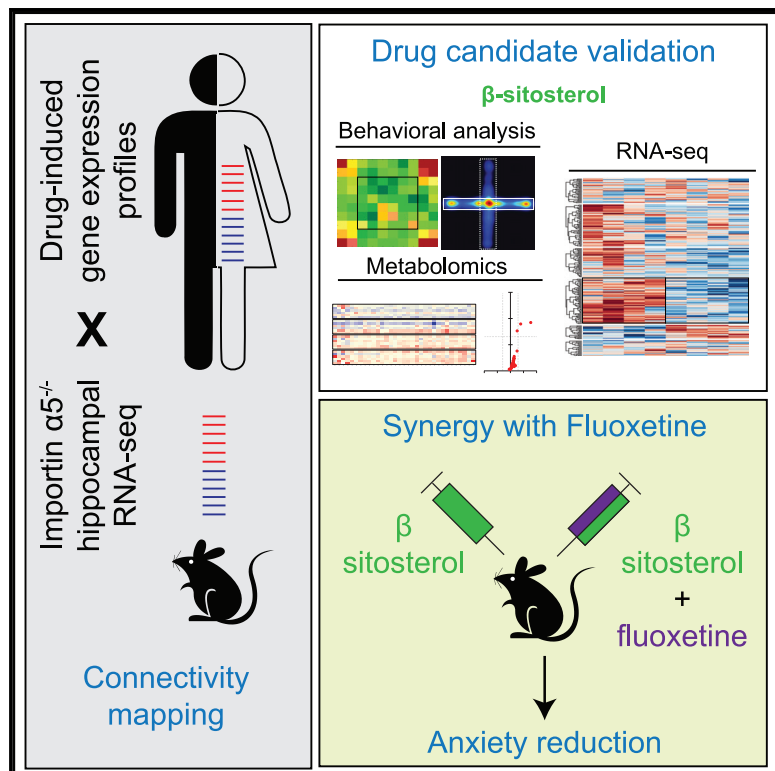 Drug-induced
gene expression
profiles
X
Importin α5-/-
hippocampal
RNA-seq
Connectivity
mapping
Drug candidate validation
β-sitosterol
Behavioral analysis
RNA-seq
Metabolomics
Synergy with Fluoxetine
β
sitosterol
β
sitosterol
+
fluoxetine
Anxiety reduction